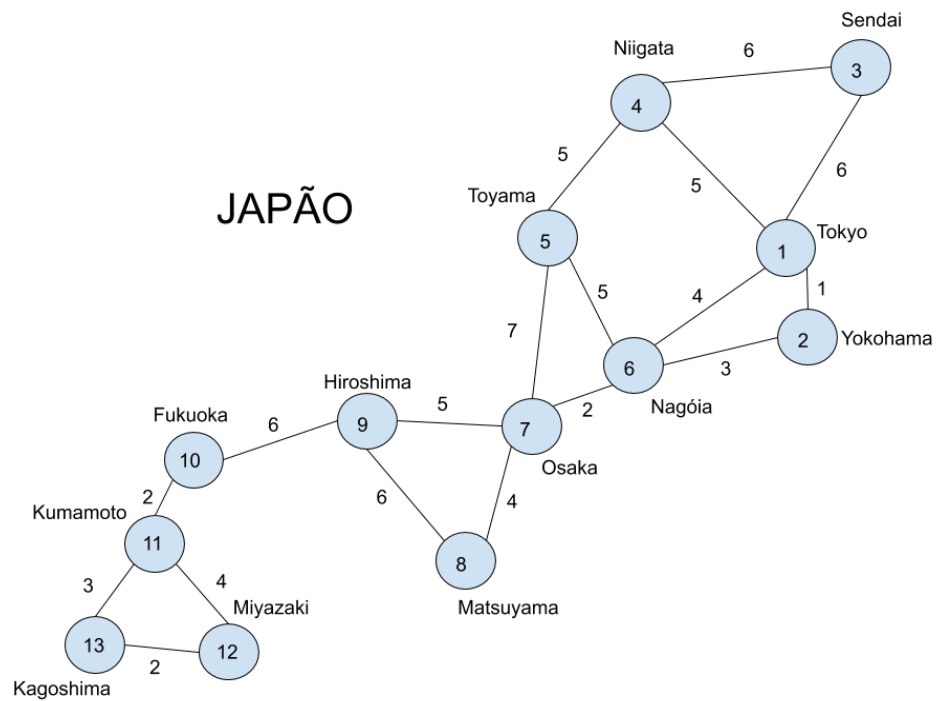 Sendai
Niigata
6
3
4
5
6
5
Toyama
JAPÃO
Tokyo
5
1
5
4
1
7
Yokohama
2
6
3
Hiroshima
2
Nagóia
Fukuoka
5
9
7
6
Osaka
10
2
6
4
Kumamoto
11
8
3
4
Miyazaki
Matsuyama
13
12
2
Kagoshima